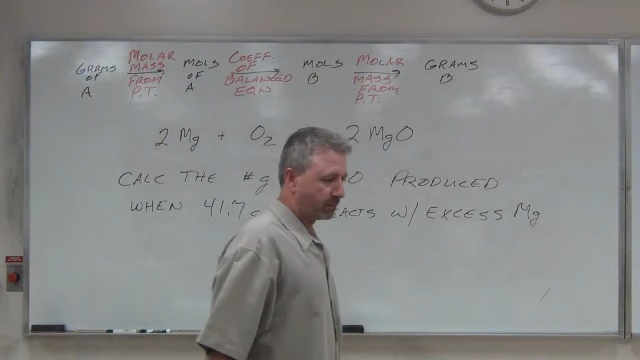 GRAMS OF A MOLAR MASS FROM P.T. MOLS OF A COEFF. OF BALANCED EQN MOLS B MOLAR MASS FROM P.T. GRAMS B
2 Mg + O2 2 MgO
CALC THE #g O PRODUCED
WHEN 41.7 REACTS W/ EXCESS Mg